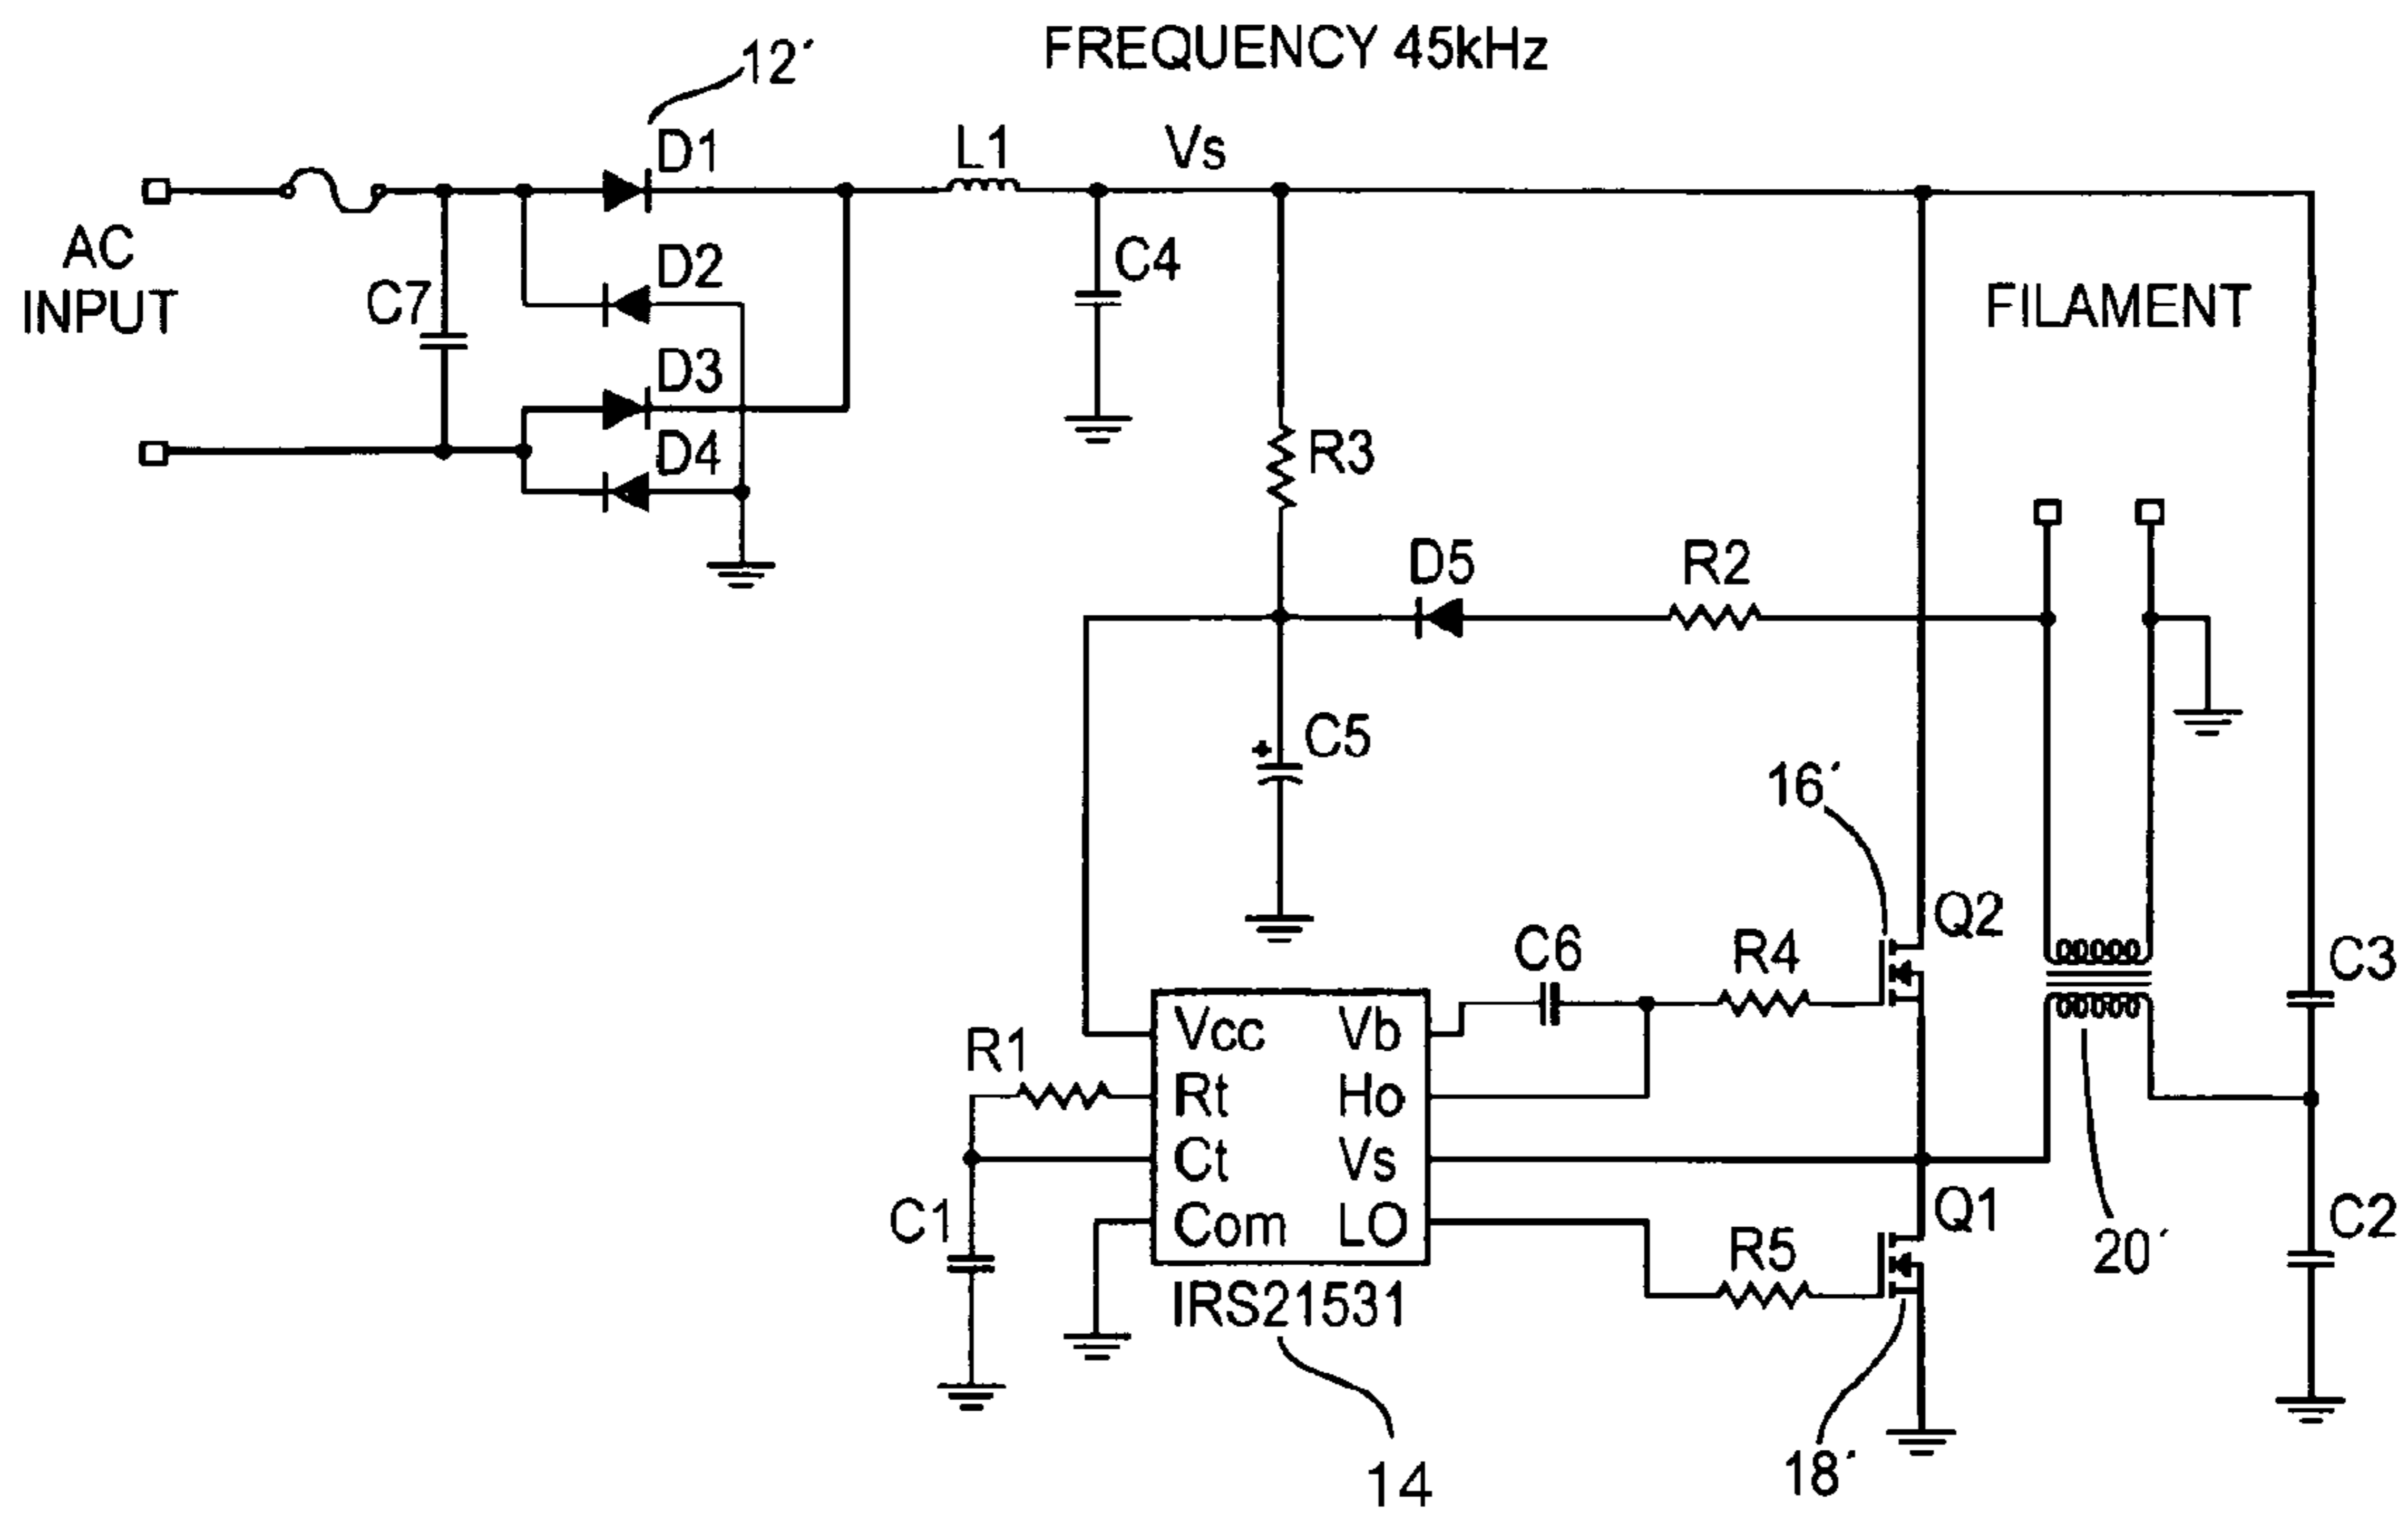 FREQUENCY 45kHz
12´
D1
L1
Vs
AC
INPUT
C7
D2
C4
FILAMENT
D3
D4
R3
D5
R2
C5
16´
Q2
C6
R4
C3
R1
Vcc
Vb
Rt
Ho
Ct
Vs
C1
Com
LO
Q1
R5
20´
C2
IRS21531
14
18´